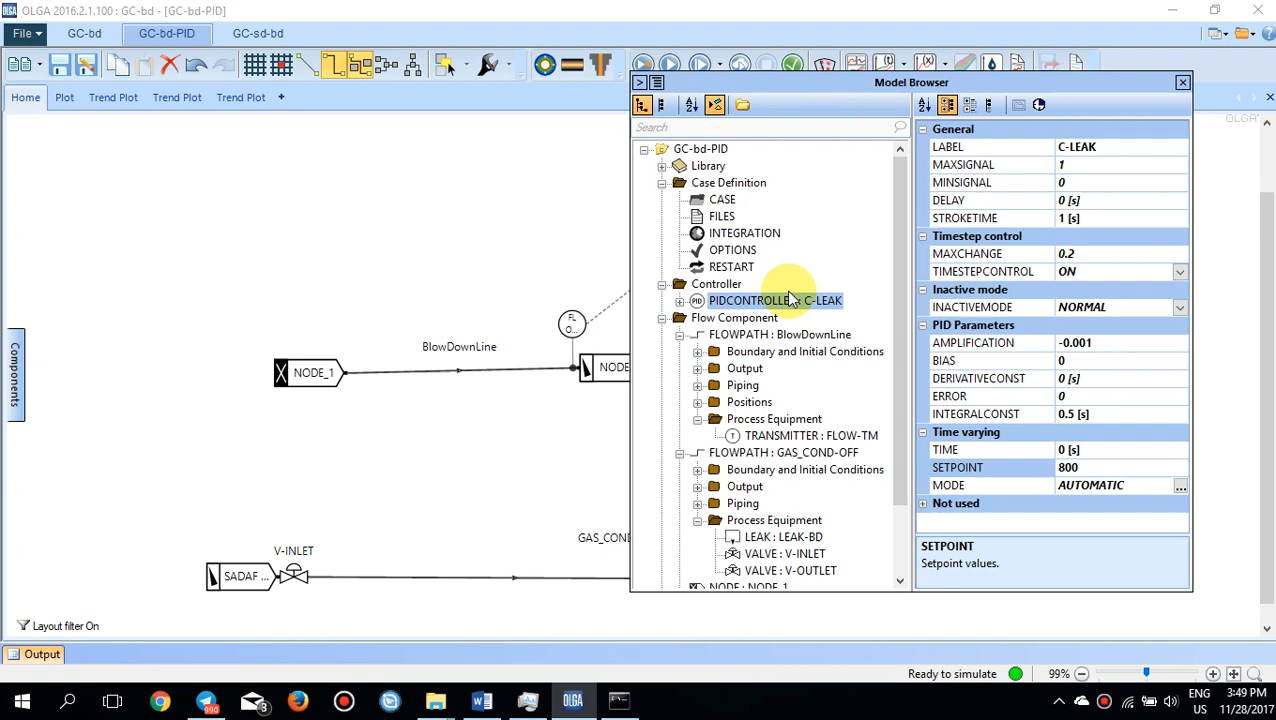 OLGA 2016.2.1.100 : GC-bd - [GC-bd-PID]
File
GC-bd
GC-bd-PID
GC-sd-bd
Home
Plot
Trend Plot
Trend Plot
Trend Plot
Components
BlowDownLine
FL
O...
NODE_1
NODE
GAS_CON
V-INLET
SADAF ...
Layout filter On
Model Browser
Search
GC-bd-PID
Library
Case Definition
CASE
FILES
INTEGRATION
OPTIONS
RESTART
Controller
PID
PIDCONTROLLE : C-LEAK
Flow Component
FLOWPATH : BlowDownLine
Boundary and Initial Conditions
Output
Piping
Positions
Process Equipment
TRANSMITTER : FLOW-TM
FLOWPATH : GAS_COND-OFF
Boundary and Initial Conditions
Output
Piping
Process Equipment
LEAK : LEAK-BD
VALVE : V-INLET
VALVE : V-OUTLET
NODE : NODE_1
General
LABEL C-LEAK
MAXSIGNAL 1
MINSIGNAL 0
DELAY 0 [s]
STROKETIME 1 [s]
Timestep control
MAXCHANGE 0.2
TIMESTEPCONTROL ON
Inactive mode
INACTIVEMODE NORMAL
PID Parameters
AMPLIFICATION -0.001
BIAS 0
DERIVATIVECONST 0 [s]
ERROR 0
INTEGRALCONST 0.5 [s]
Time varying
TIME 0 [s]
SETPOINT 800
MODE AUTOMATIC ...
Not used
SETPOINT
Setpoint values.
Output
Ready to simulate
99%
990
3
ENG
US
3:49 PM
11/28/2017